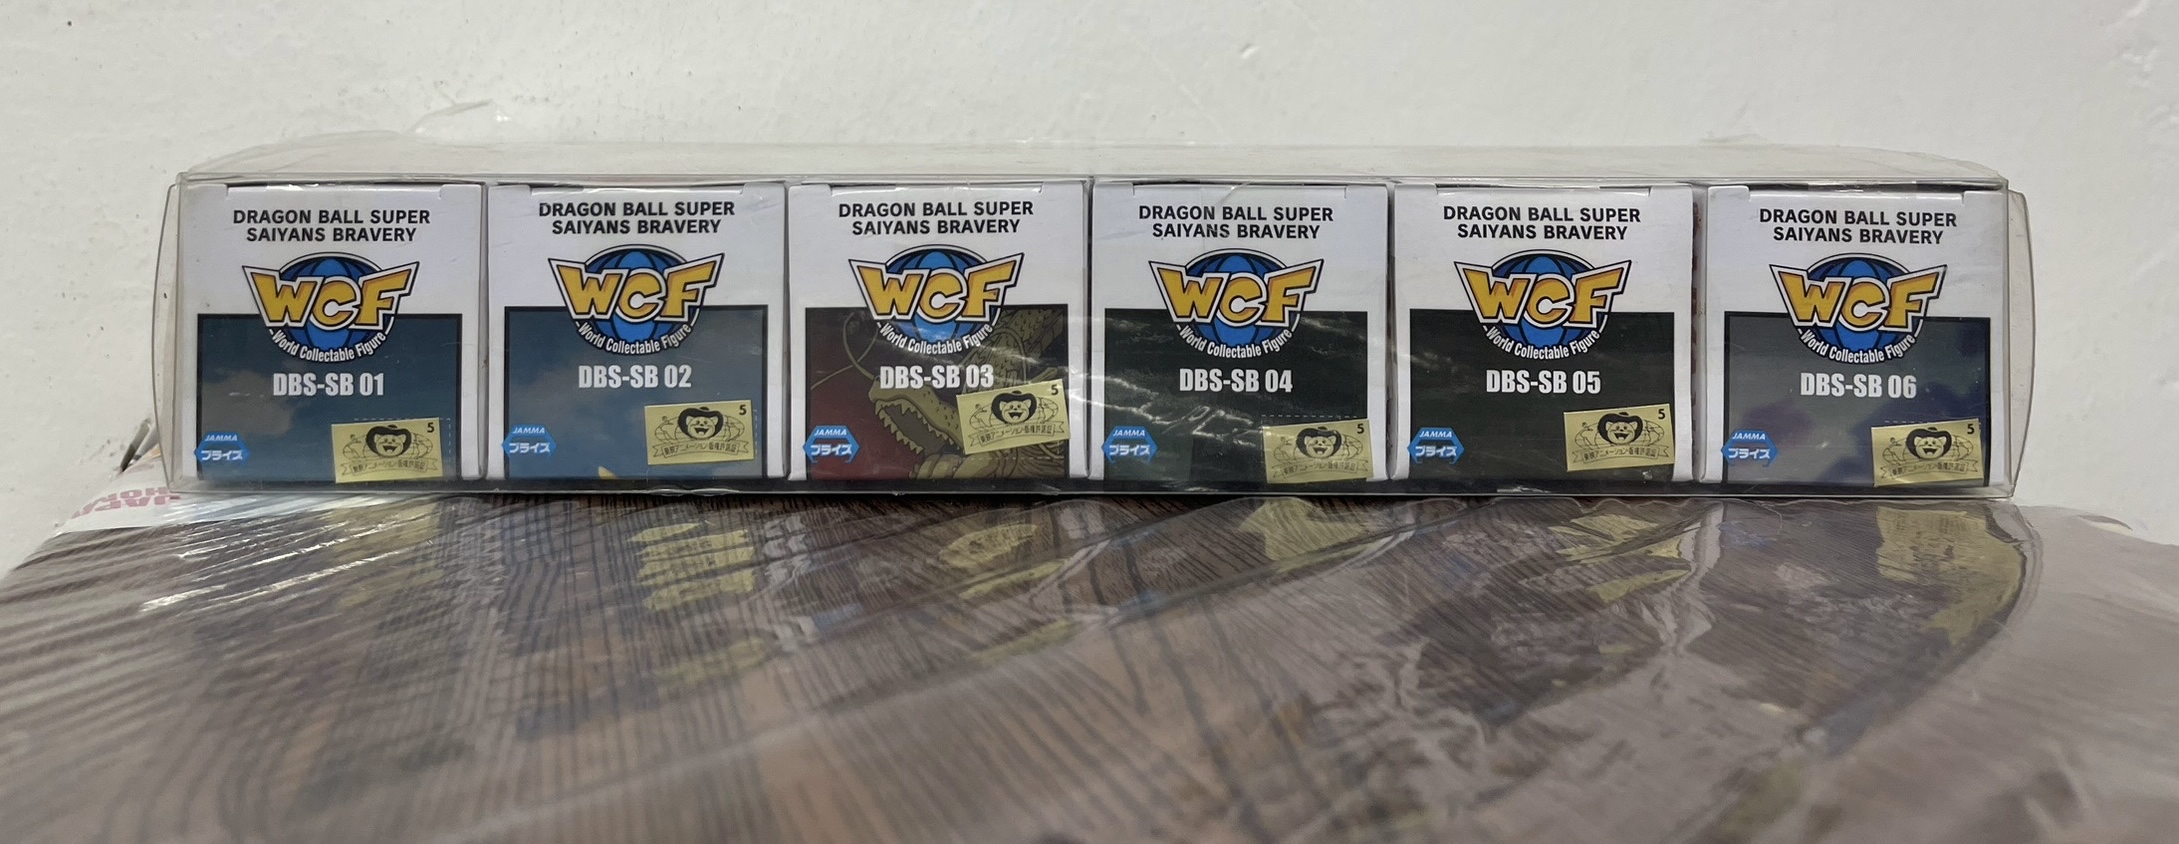 DRAGON BALL SUPER
SAIYANS BRAVERY
WCF
World Collectable Figure
DBS-SB 01
JAMMA
プライズ
5
DRAGON BALL SUPER
SAIYANS BRAVERY
WCF
World Collectable Figure
DBS-SB 02
JAMMA
プライズ
5
DRAGON BALL SUPER
SAIYANS BRAVERY
WCF
World Collectable Figure
DBS-SB 03
JAMMA
プライズ
5
DRAGON BALL SUPER
SAIYANS BRAVERY
WCF
World Collectable Figure
DBS-SB 04
JAMMA
プライズ
5
DRAGON BALL SUPER
SAIYANS BRAVERY
WCF
World Collectable Figure
DBS-SB 05
JAMMA
プライズ
5
DRAGON BALL SUPER
SAIYANS BRAVERY
WCF
World Collectable Figure
DBS-SB 06
JAMMA
プライズ
5